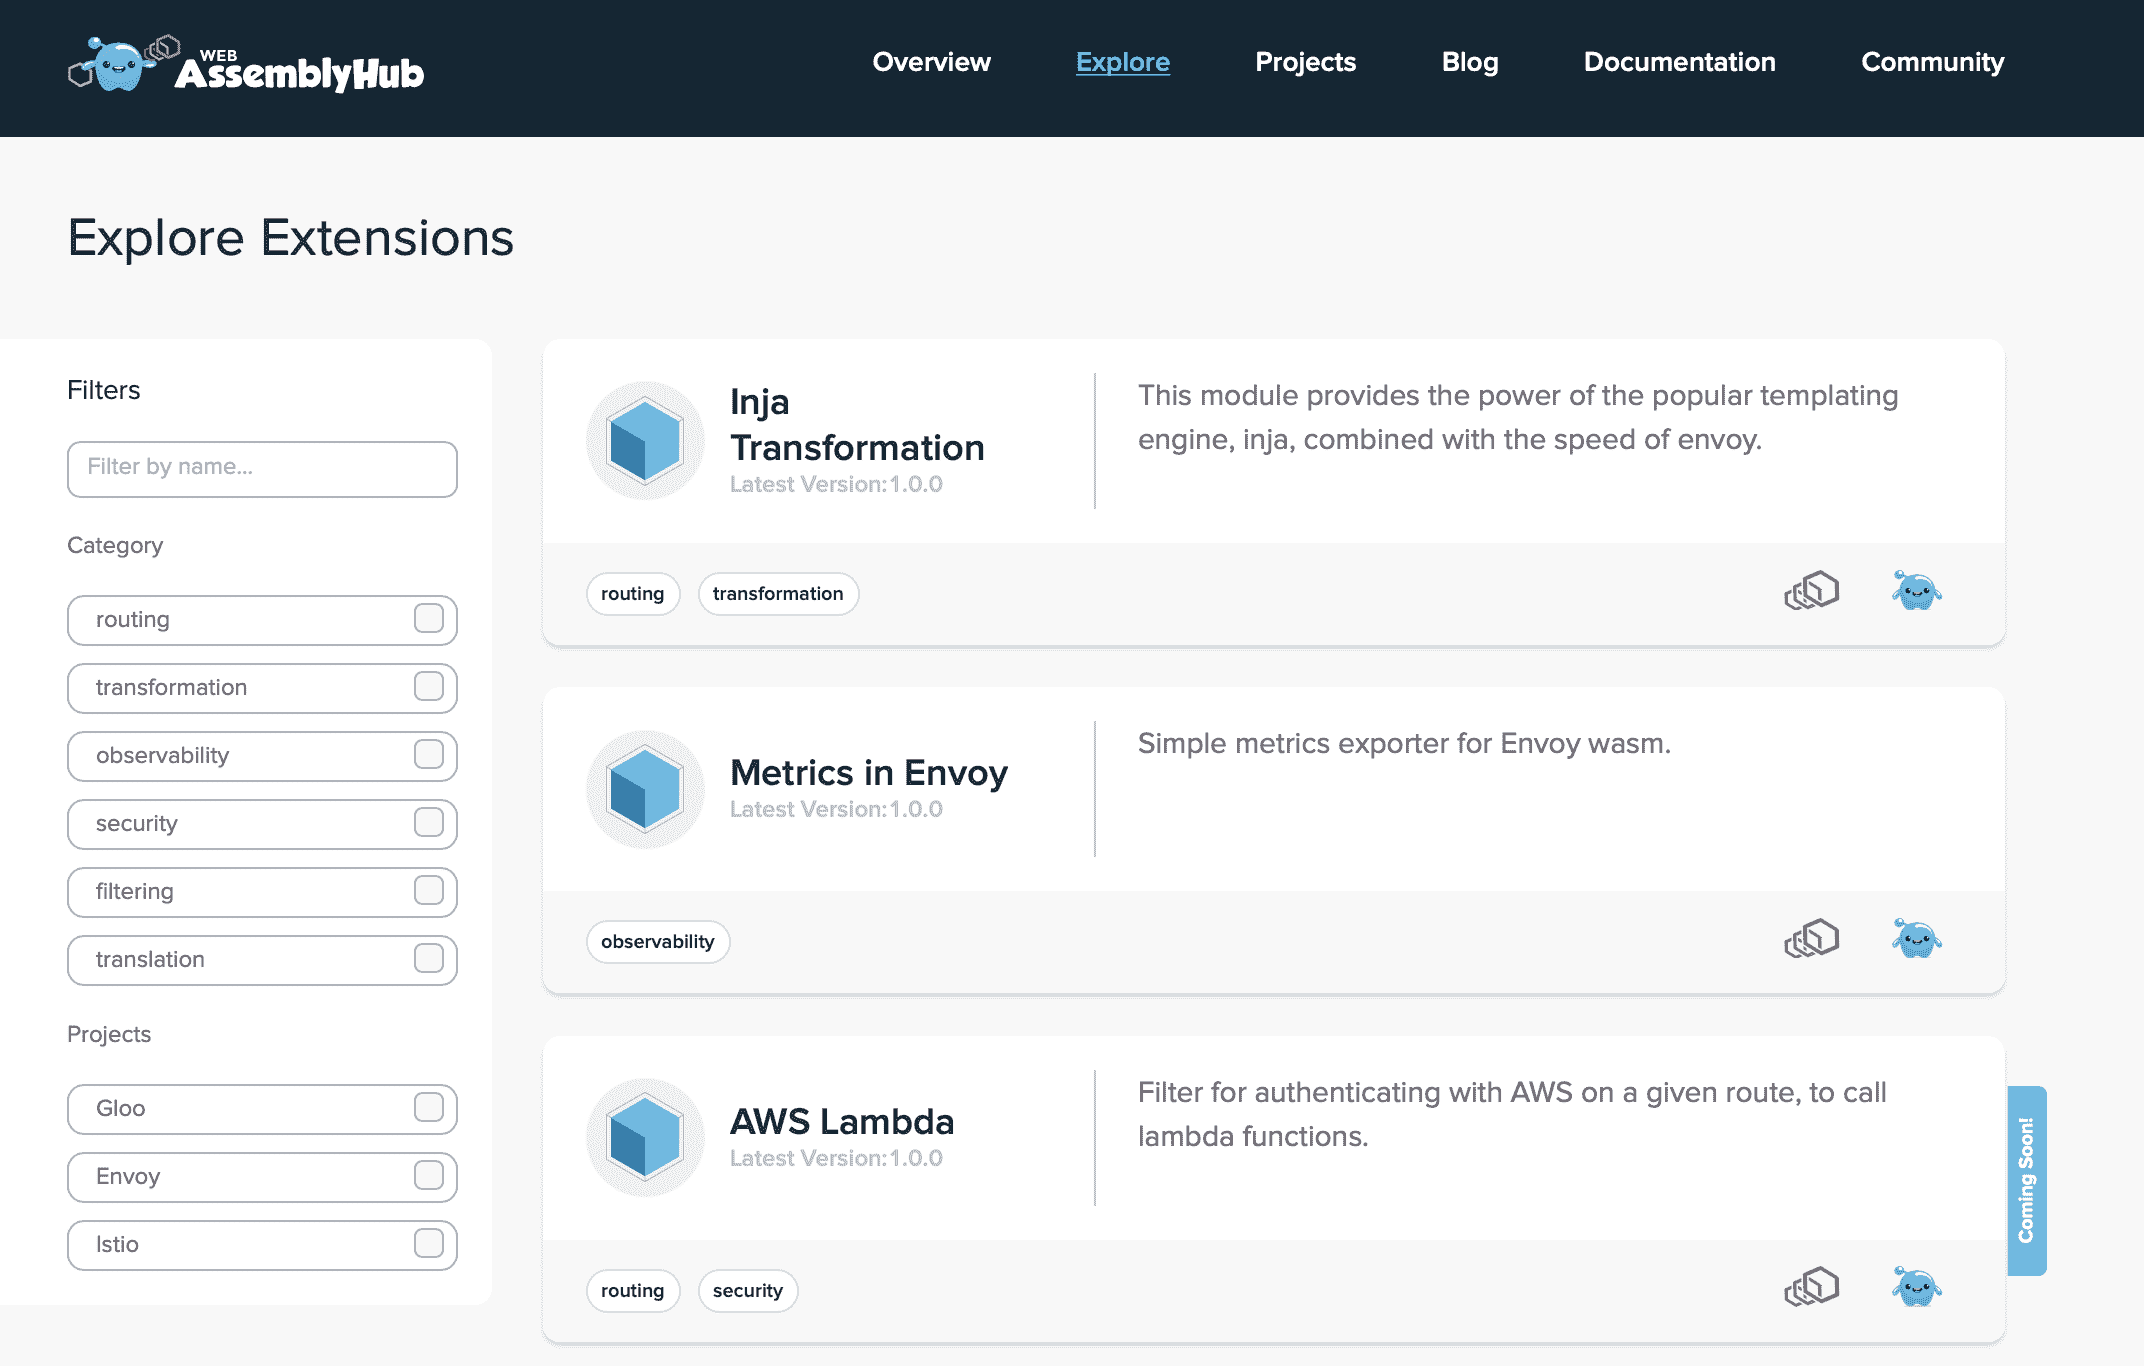 WEB
AssemblyHub
Overview
Explore
Projects
Blog
Documentation
Community
Explore Extensions
Filters
Filter by name...
Category
routing
transformation
observability
security
filtering
translation
Projects
Gloo
Envoy
Istio
Inja
Transformation
Latest Version:1.0.0
This module provides the power of the popular templating
engine, inja, combined with the speed of envoy.
routing
transformation
Metrics in Envoy
Latest Version:1.0.0
Simple metrics exporter for Envoy wasm.
observability
AWS Lambda
Latest Version:1.0.0
Filter for authenticating with AWS on a given route, to call
lambda functions.
Coming Soon!
routing
security